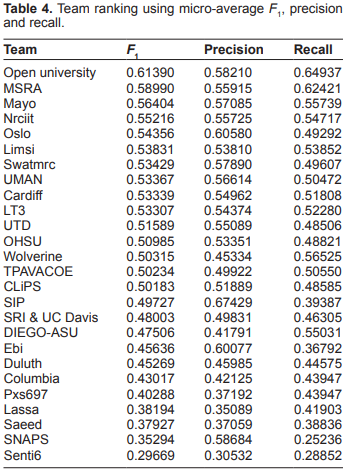 Table 4. Team ranking using micro-average F1, precision
and recall.
Team F1 Precision Recall
Open university 0.61390 0.58210 0.64937
MSRA 0.58990 0.55915 0.62421
Mayo 0.56404 0.57085 0.55739
Nrciit 0.55216 0.55725 0.54717
Oslo 0.54356 0.60580 0.49292
Limsi 0.53831 0.53810 0.53852
Swatmrc 0.53429 0.57890 0.49607
UMAN 0.53367 0.56614 0.50472
Cardiff 0.53339 0.54962 0.51808
LT3 0.53307 0.54374 0.52280
UTD 0.51589 0.55089 0.48506
OHSU 0.50985 0.53351 0.48821
Wolverine 0.50315 0.45334 0.56525
TPAVACOE 0.50234 0.49922 0.50550
CLiPS 0.50183 0.51889 0.48585
SIP 0.49727 0.67429 0.39387
SRI & UC Davis 0.48003 0.49831 0.46305
DIEGO-ASU 0.47506 0.41791 0.55031
Ebi 0.45636 0.60077 0.36792
Duluth 0.45269 0.45985 0.44575
Columbia 0.43017 0.42125 0.43947
Pxs697 0.40288 0.37192 0.43947
Lassa 0.38194 0.35089 0.41903
Saeed 0.37927 0.37059 0.38836
SNAPS 0.35294 0.58684 0.25236
Senti6 0.29669 0.30532 0.28852